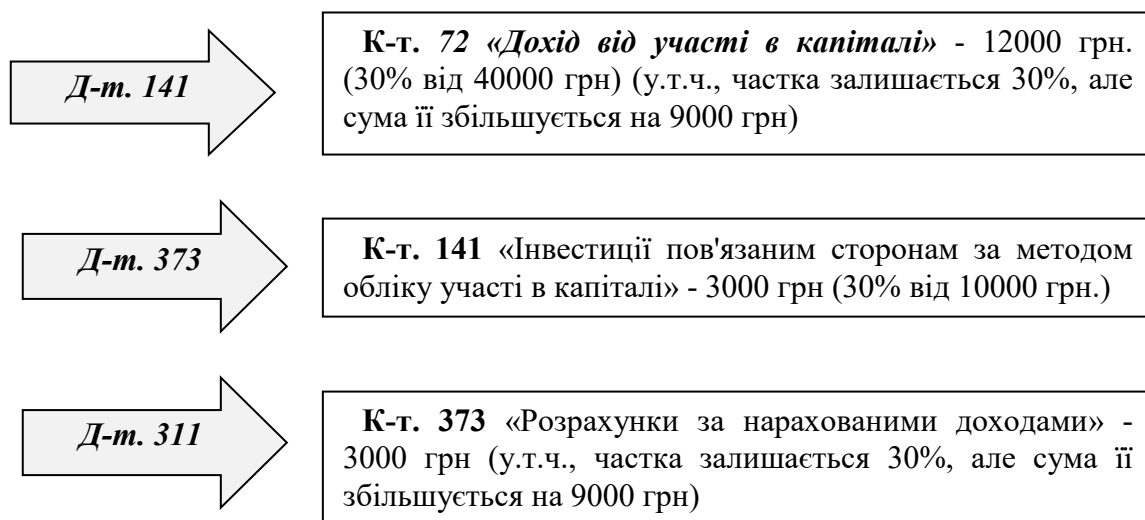 Д-т. 141
К-т. 72 «Дохід від участі в капіталі» - 12000 грн.
(30% від 40000 грн) (у.т.ч., частка залишається 30%, але
сума її збільшується на 9000 грн)
Д-т. 373
К-т. 141 «Інвестиції пов'язаним сторонам за методом
обліку участі в капіталі» - 3000 грн (30% від 10000 грн.)
Д-т. 311
К-т. 373 «Розрахунки за нарахованими доходами» -
3000 грн (у.т.ч., частка залишається 30%, але сума її
збільшується на 9000 грн)